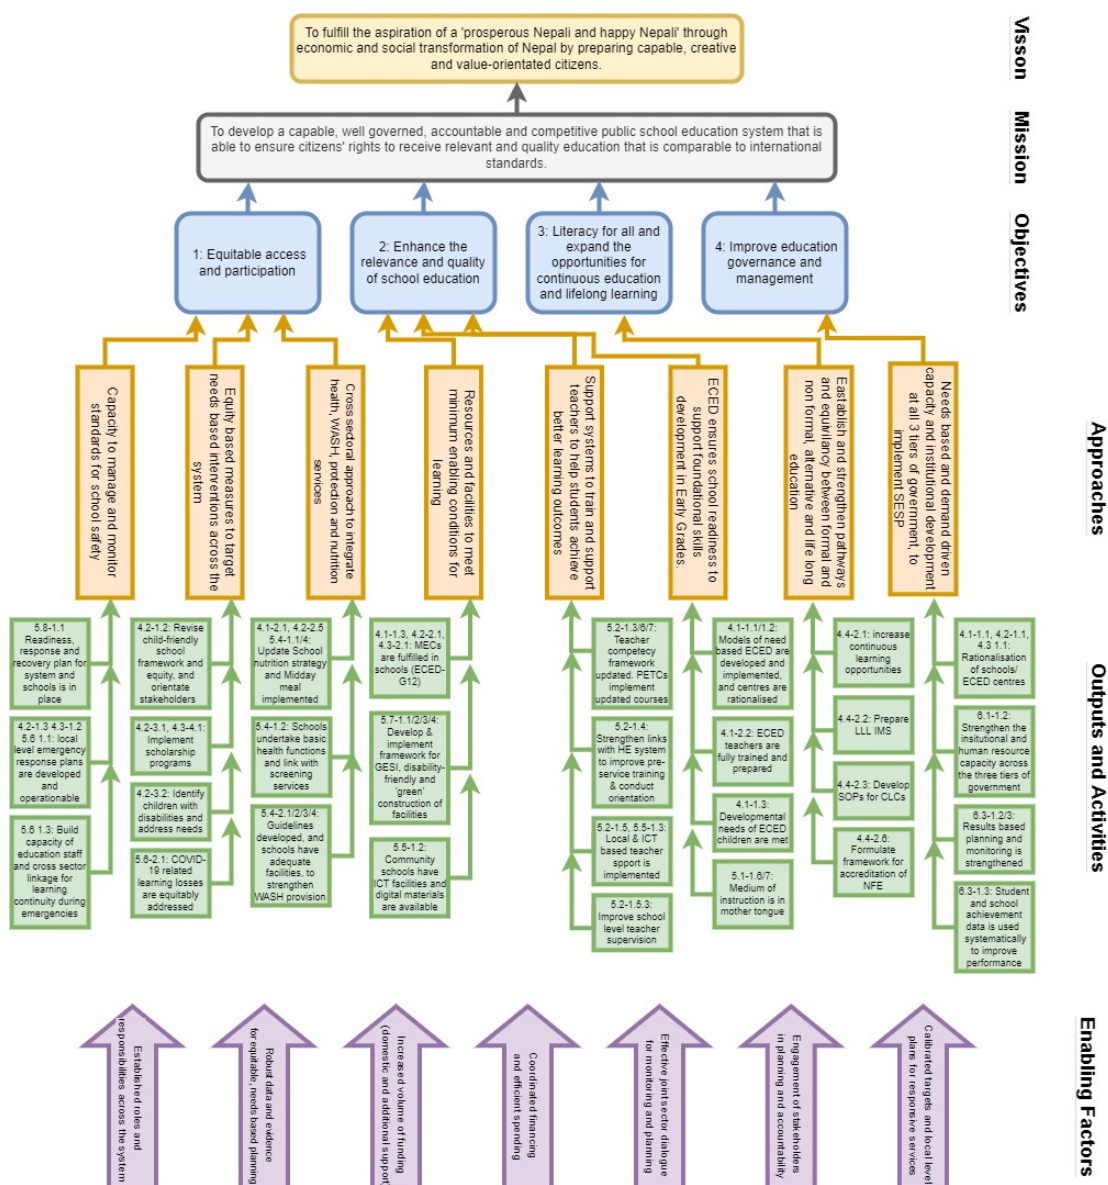 Visson
To fulfill the aspiration of a 'prosperous Nepali and happy Nepali' through
economic and social transformation of Nepal by preparing capable, creative
and value-orientated citizens.
Mission
To develop a capable, well governed, accountable and competitive public school education system that is
able to ensure citizens' rights to receive relevant and quality education that is comparable to international
standards.
Objectives
1: Equitable access
and participation
2: Enhance the
relevance and quality
of school education
3: Literacy for all and
expand the
opportunities for
continuous education
and lifelong learning
4: Improve education
governance and
management
Approaches
Capacity to manage and monitor
standards for school safety
Equity based measures to target
needs based interventions across the
system
Cross sectoral approach to integrate
health, WASH, protection and nutrition
services
Resources and facilities to meet
minimum enabling conditions for
learning
Support systems to train and support
teachers to help students achieve
better learning outcomes
ECED ensures school readiness to
support foundational skills
development in Early Grades.
Eastablish and strengthen pathways
and equivilancy between formal and
non formal, alternative and life long
education
Needs based and demand driven
capacity and institutional development
at all 3 tiers of government, to
implement SESP
Outputs and Activities
5.8-1.1
Readiness,
response and
recovery plan for
system and
schools is in
place
4.2-1.3 4.3-1.2
5.6 1.1: local
level emergency
response plans
are developed
and
operationable
5.6 1.3: Build
capacity of
education staff
and cross sector
linkage for
learning
continuity during
emergencies
4.2-1.2: Revise
child-friendly
school
framework and
equity, and
orientate
stakeholders
4.2-3.1, 4.3-4.1:
Implement
scholarship
programs
4.2-3.2: Identify
children with
disabilities and
address needs
5.6-2.1: COVID-
19 related
learning losses
are equitably
addressed
4.1-2.1, 4.2-2.5
5.4-1.1/4:
Update School
nutrition strategy
and Midday
meal implemented
5.4-1.2: Schools
undertake basic
health functions
and link with
screening
services
5.4-2.1/2/3/4:
Guidelines
developed, and
schools have
adequate
facilities, to
strengthen
WASH provision
4.1-1.3, 4.2-2.1,
4.3-2.1: MECs
are fulfilled in
schools (ECED-
G12)
5.7-1.1/2/3/4:
Develop &
implement
framework for
GESI, disability-
friendly and
'green'
construction of
facilities
5.5-1.2:
Community
schools have
ICT facilities and
digital materials
are available
5.2-1.3/6/7:
Teacher
competecy
framework
updated. PETCs
implement
updated courses
5.2-1.4:
Strengthen links
with HE system
to improve pre-
service training &
conduct
orientation
5.2-1.5, 5.5-1.3:
Local & ICT
based teacher
spport is
implemented
5.2-1.5.3:
Improve school
level teacher
supervision
4.1-1.1/1.2:
Models of need
based ECED are
developed and
implemented,
and centres are
rationalised
4.1-2.2: ECED
teachers are
fully trained and
prepared
4.1-1.3:
Developmental
needs of ECED
children are met
5.1-1.6/7:
Medium of
instruction is in
mother tongue
4.4-2.1: increase
continuous
learning
opportunities
4.4-2.2: Prepare
LLL IMS
4.4-2.3: Develop
SOPs for CLCs
4.4-2.6:
Formulate
framework for
accreditation of
NFE
4.1-1.1, 4.2-1.1,
4.3 1.1:
Rationalisation
of schools/
ECED centres
6.1-1.2:
Strengthen the
insitutional and
human resource
capacity across
the three tiers of
government
6.3-1.2/3:
Results based
planning and
monitoring is
strengthened
6.3-1.3: Student
and school
achievement
data is used
systematically
to improve
performance
Enabling Factors
Established roles and
responsibilities across the system
Robust data and evidence
for equitable, needs based planning
Increased volume of funding
(domestic and additional support)
Coordinated financing
and efficient spending
Effective joint sector dialogue
for monitoring and planning
Engagement of stakeholders
in planning and accountability
Calibrated targets and local level
plans for responsive services